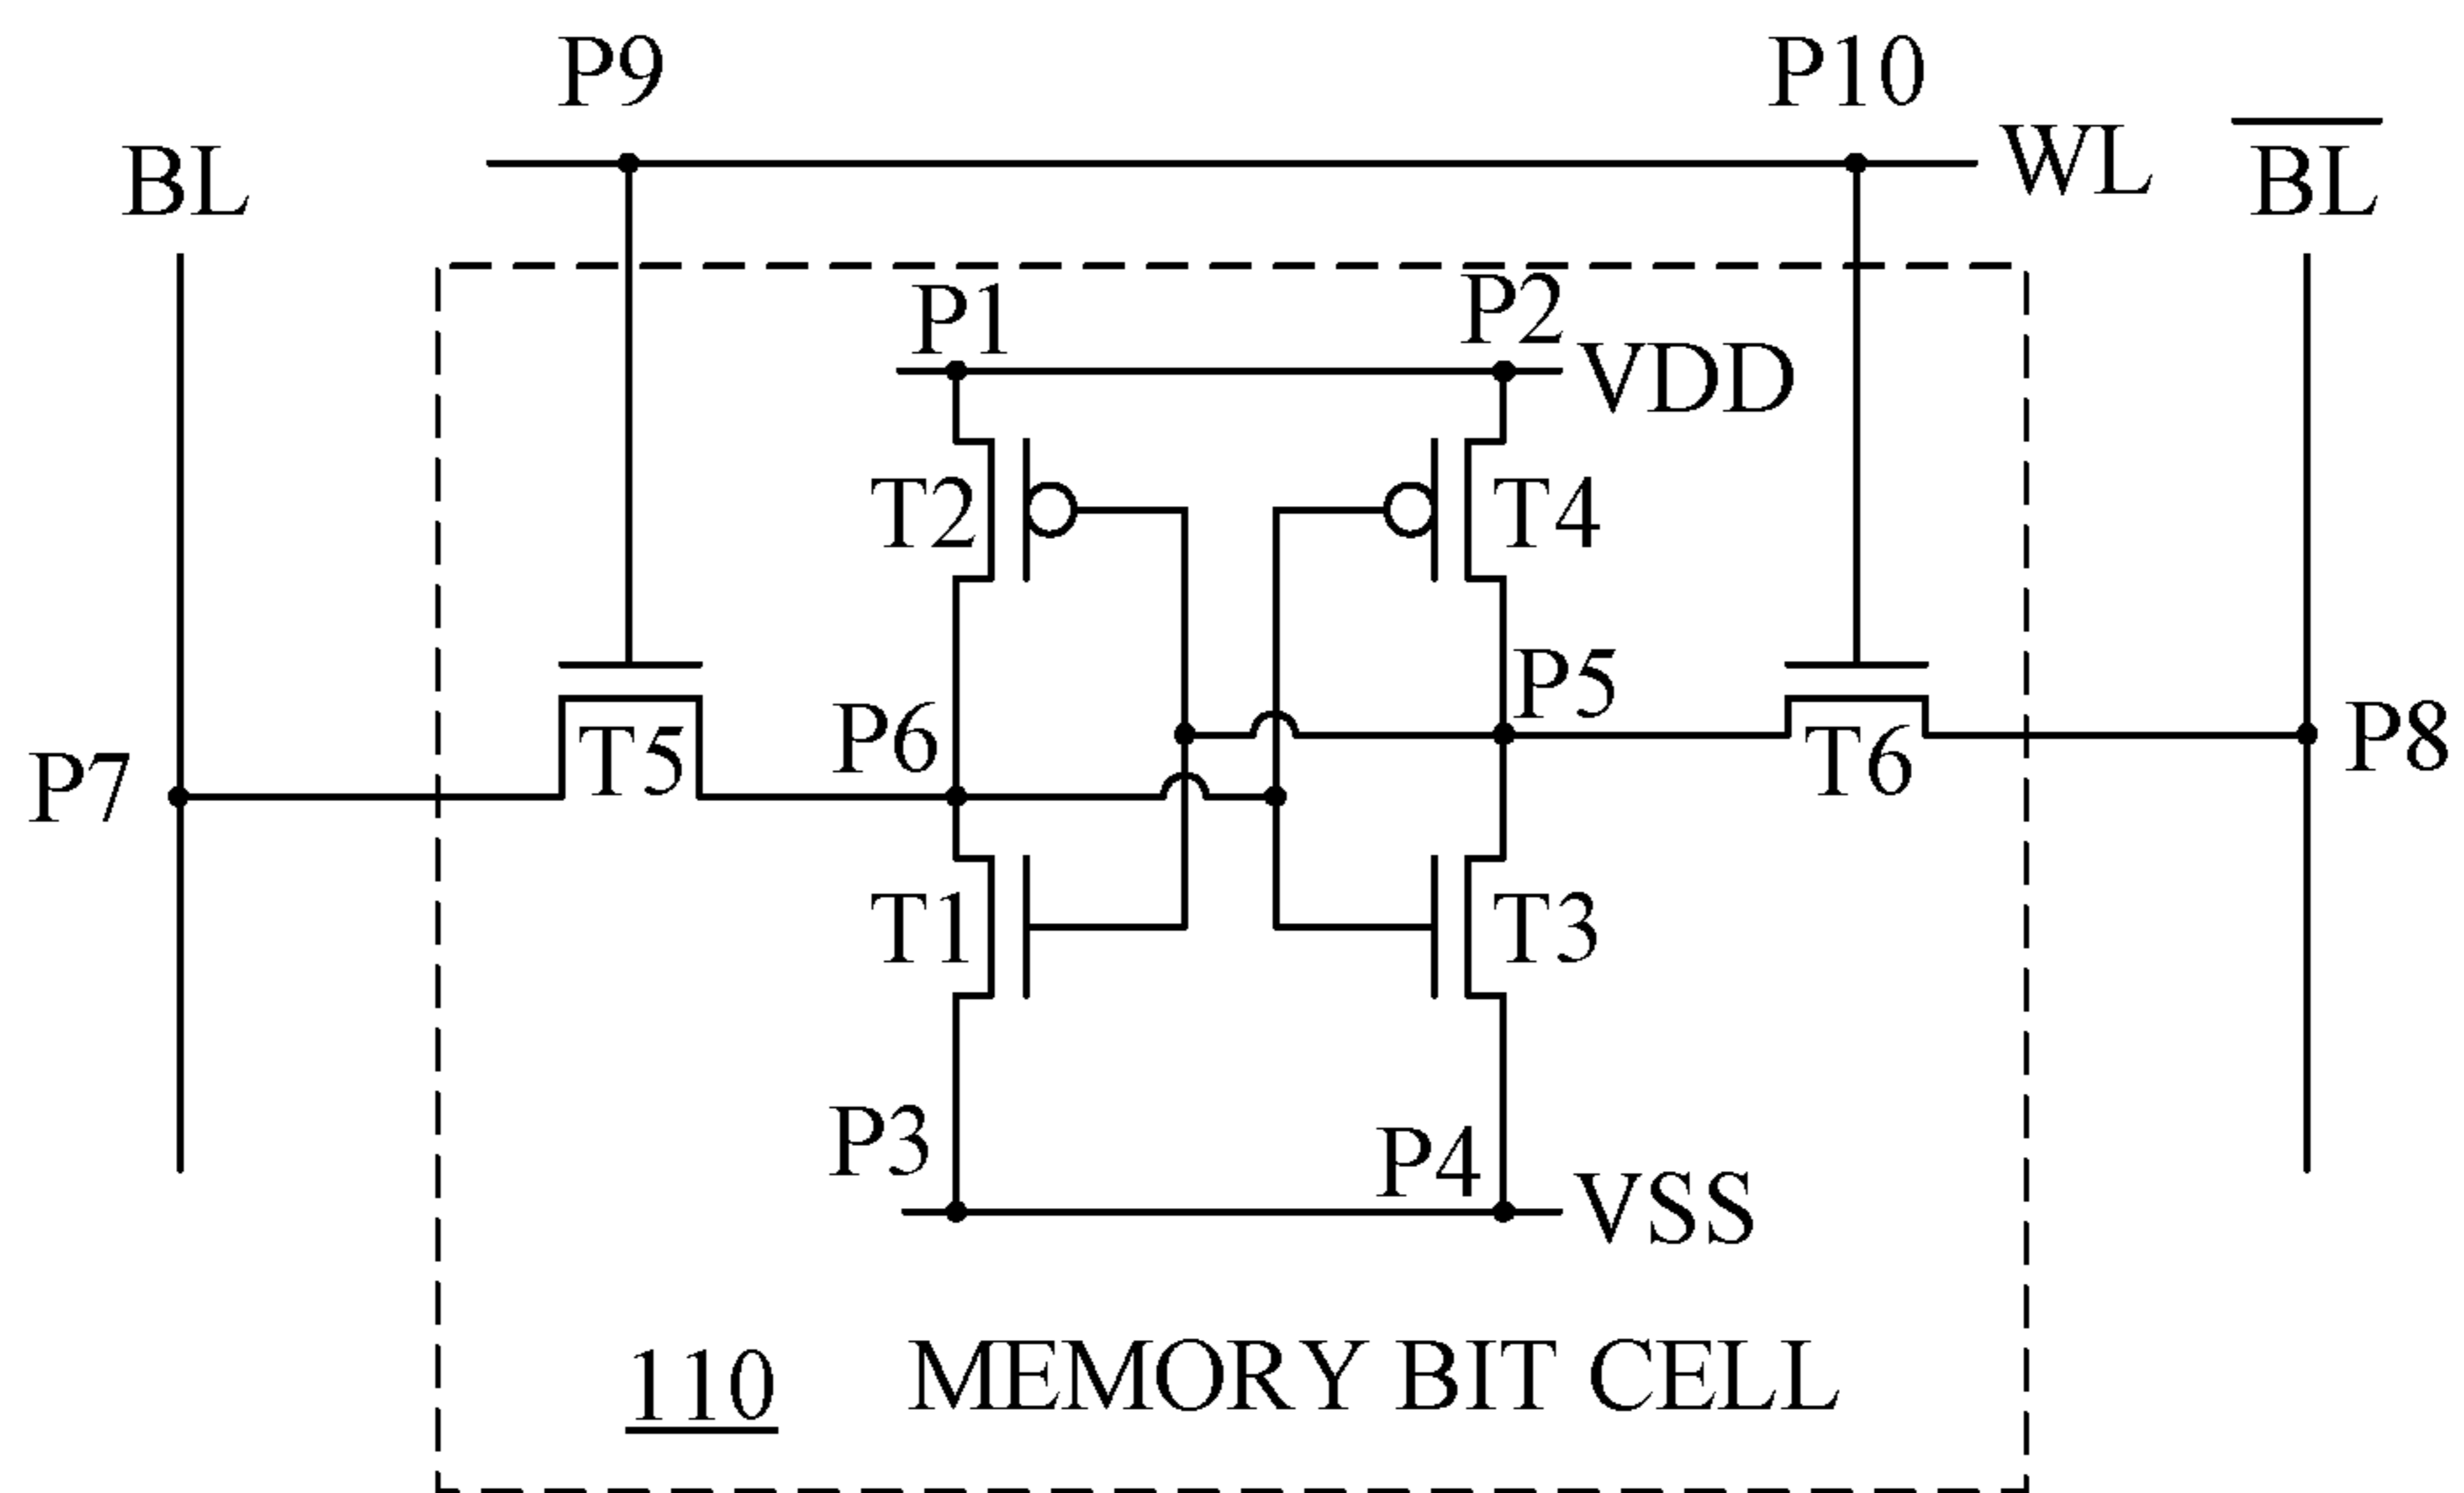 P9 P10
BL WL B̅L̅
P1 P2
VDD
T2 T4
P6 P5
P7 T5 T6 P8
T1 T3
P3 P4
VSS
110 MEMORY BIT CELL